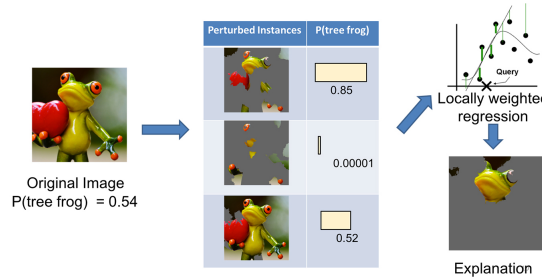 Perturbed Instances
P(tree frog)
0.85
0.00001
0.52
Original Image
P(tree frog) = 0.54
Query
Locally weighted
regression
Explanation